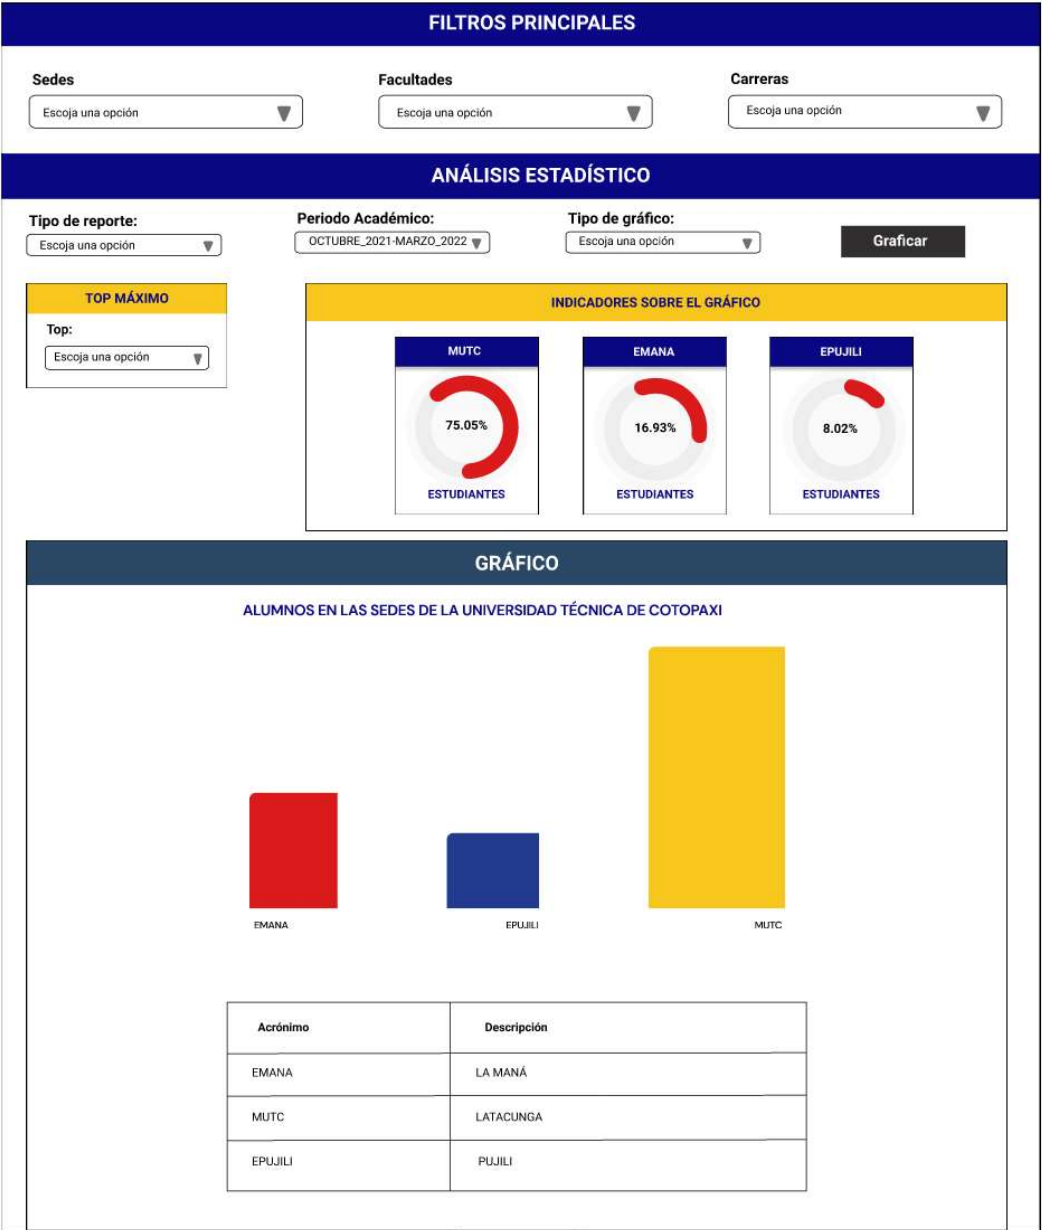 FILTROS PRINCIPALES
Sedes
Facultades
Carreras
Escoja una opción
Escoja una opción
Escoja una opción
ANÁLISIS ESTADÍSTICO
Tipo de reporte:
Periodo Académico:
Tipo de gráfico:
Escoja una opción
OCTUBRE_2021-MARZO_2022
Escoja una opción
Graficar
TOP MÁXIMO
Top:
Escoja una opción
INDICADORES SOBRE EL GRÁFICO
MUTC
75.05%
ESTUDIANTES
EMANA
16.93%
ESTUDIANTES
EPUJILI
8.02%
ESTUDIANTES
GRÁFICO
ALUMNOS EN LAS SEDES DE LA UNIVERSIDAD TÉCNICA DE COTOPAXI
EMANA
EPUJILI
MUTC
Acrónimo Descripción
EMANA LA MANÁ
MUTC LATACUNGA
EPUJILI PUJILI